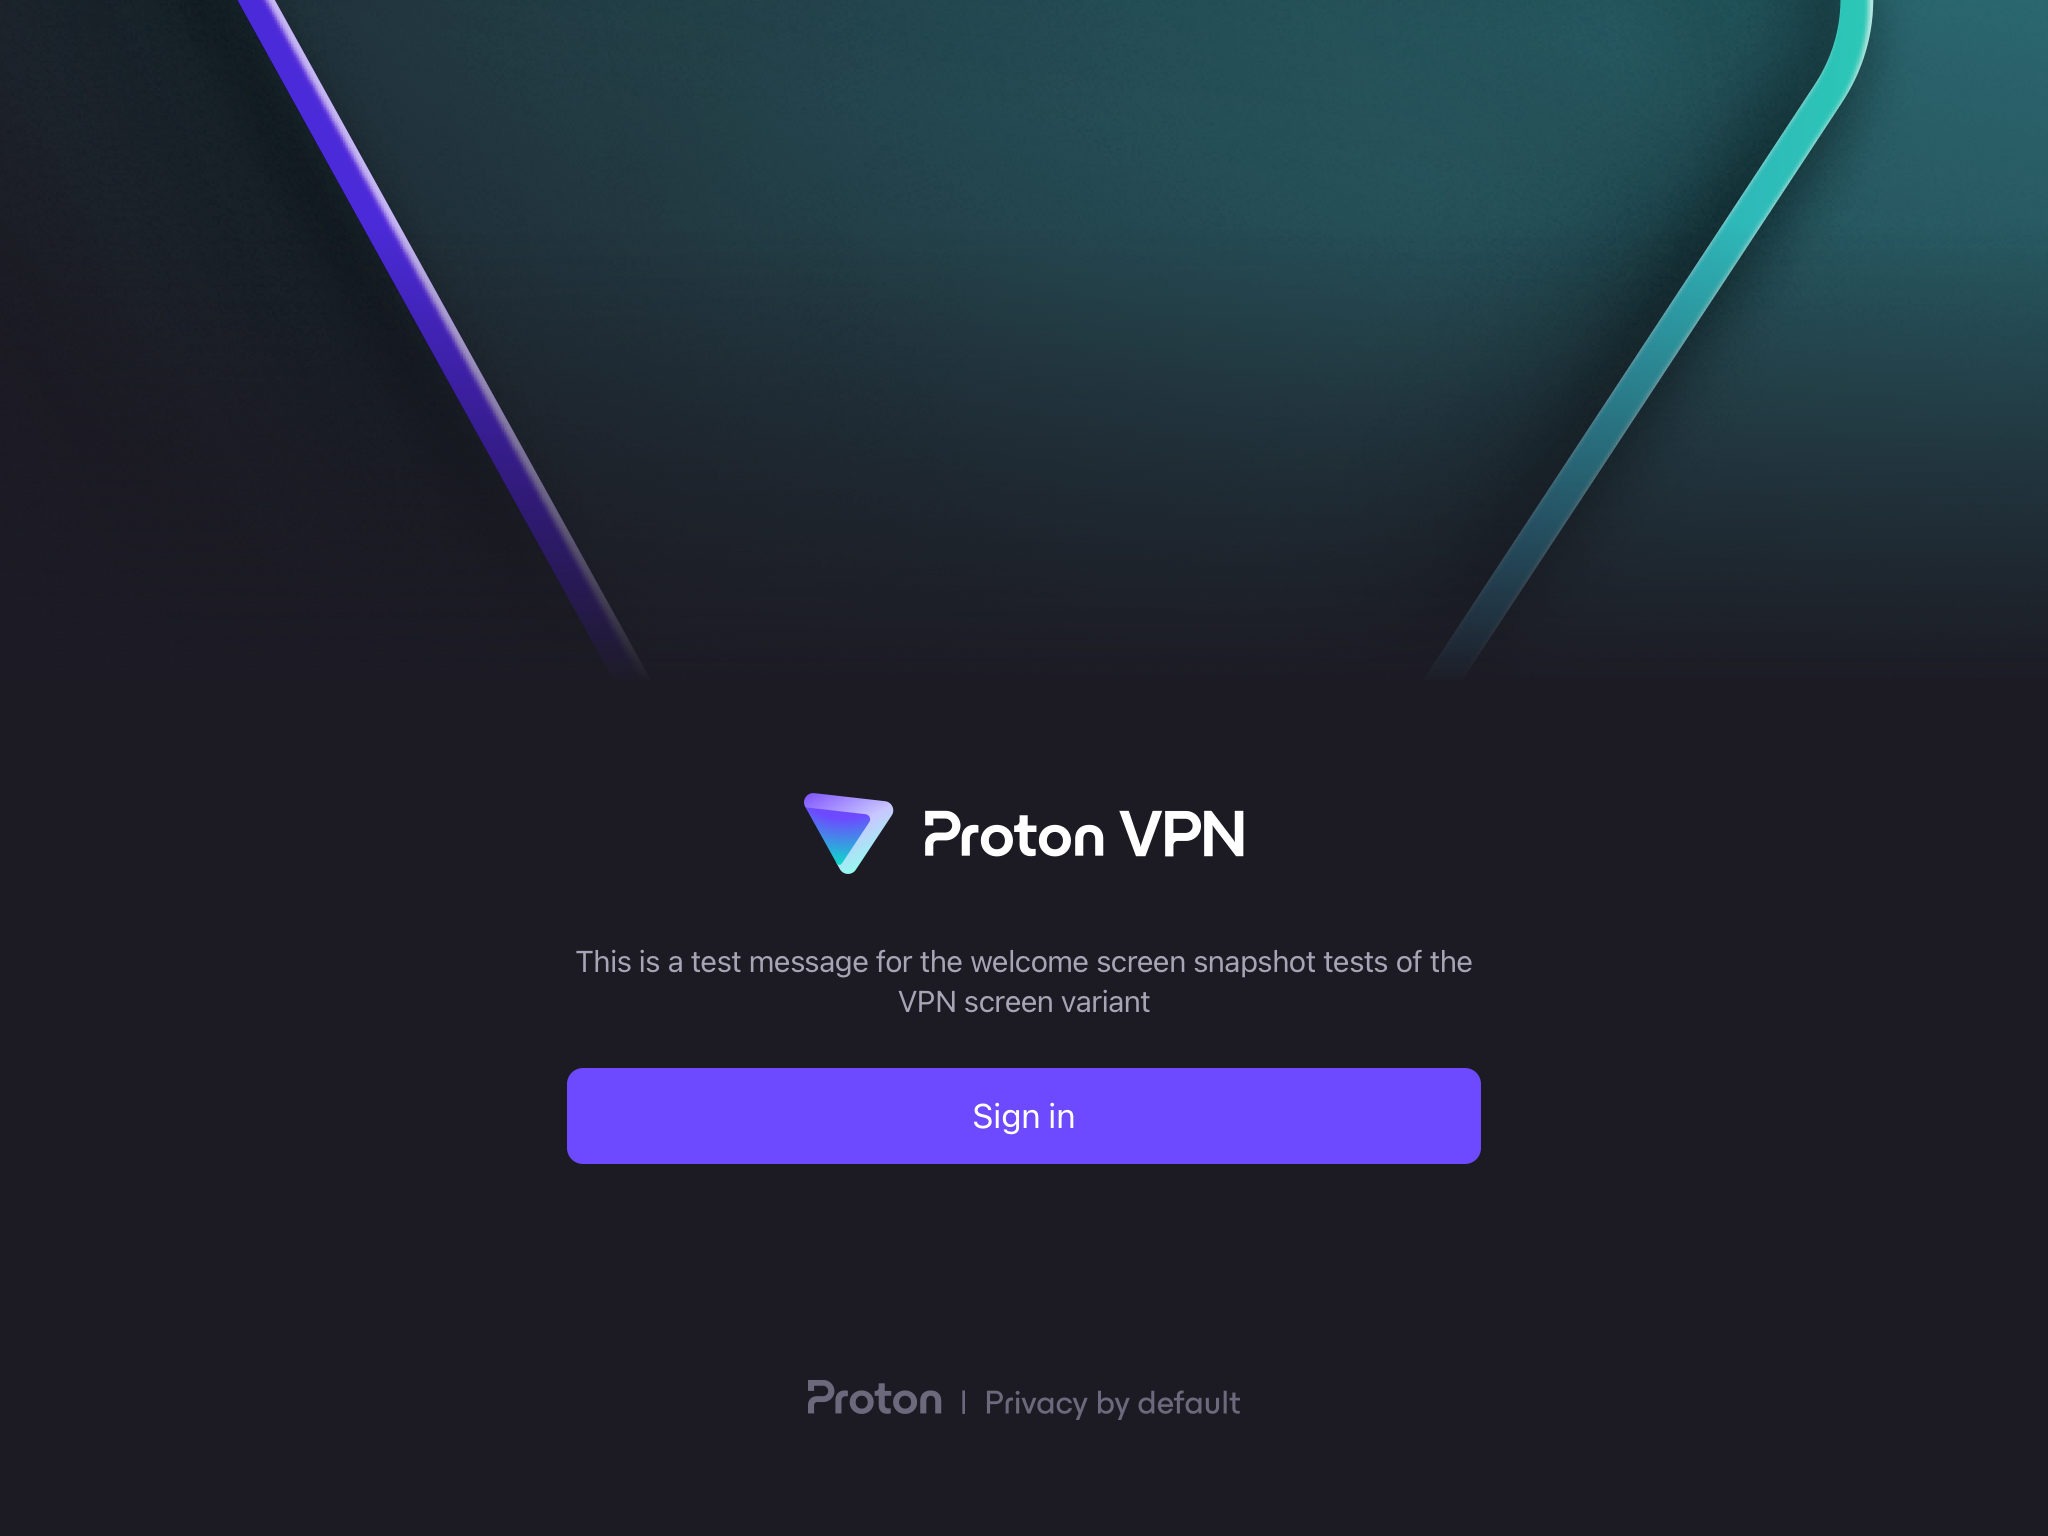 Proton VPN
This is a test message for the welcome screen snapshot tests of the
VPN screen variant
Sign in
Proton | Privacy by default